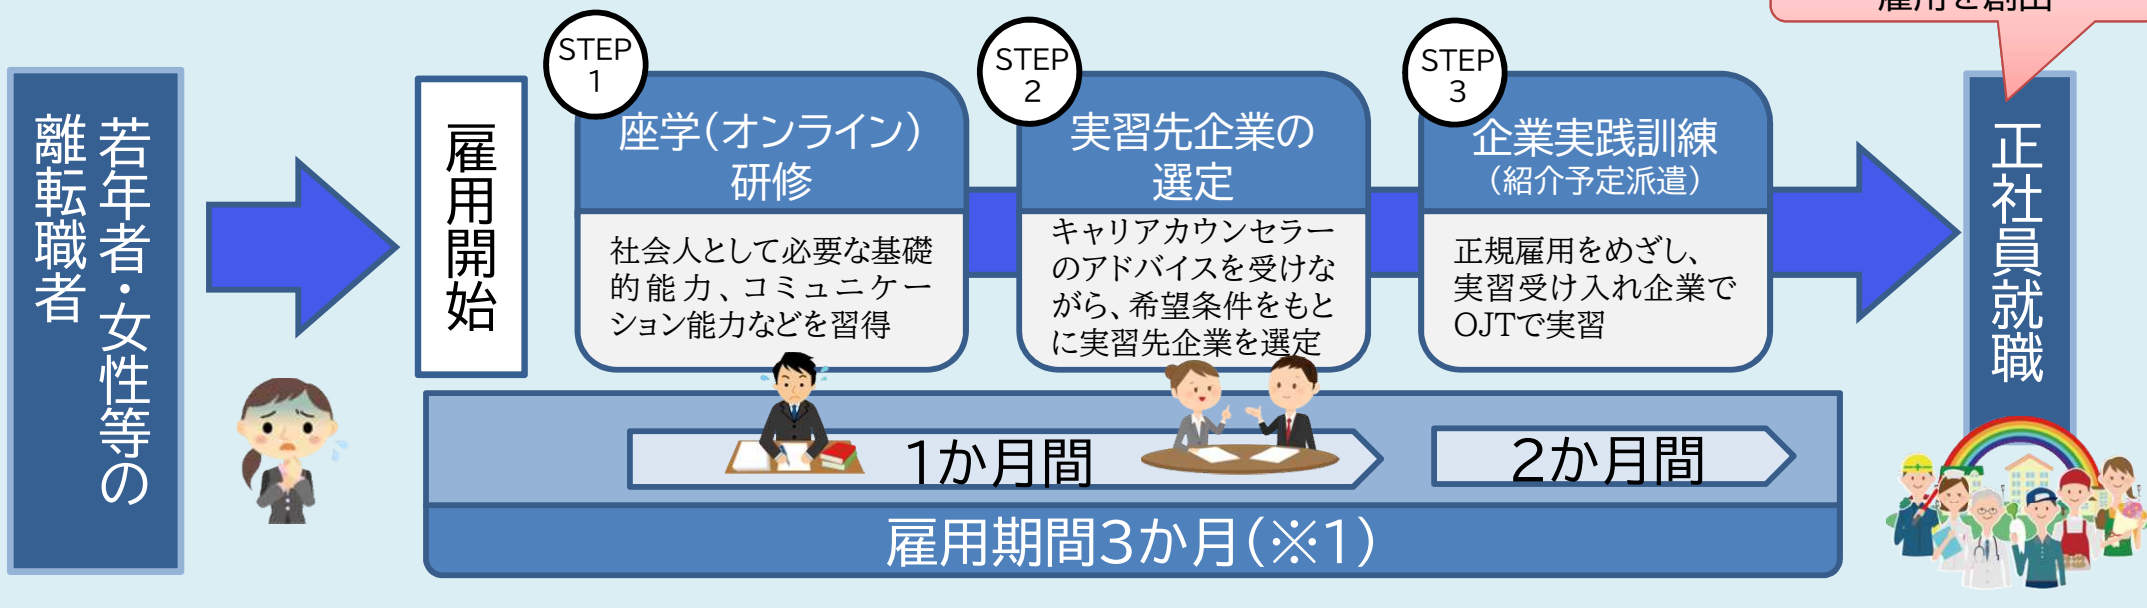 雇用を創出
若年者・女性等の
離転職者
雇用開始
STEP
1
座学(オンライン)
研修
社会人として必要な基礎
的能力、コミュニケー
ション能力などを習得
STEP
2
実習先企業の
選定
キャリアカウンセラー
のアドバイスを受けな
がら、希望条件をもと
に実習先企業を選定
STEP
3
企業実践訓練
(紹介予定派遣)
正規雇用をめざし、
実習受け入れ企業で
OJTで実習
正社員就職
1か月間
2か月間
雇用期間3か月(※1)